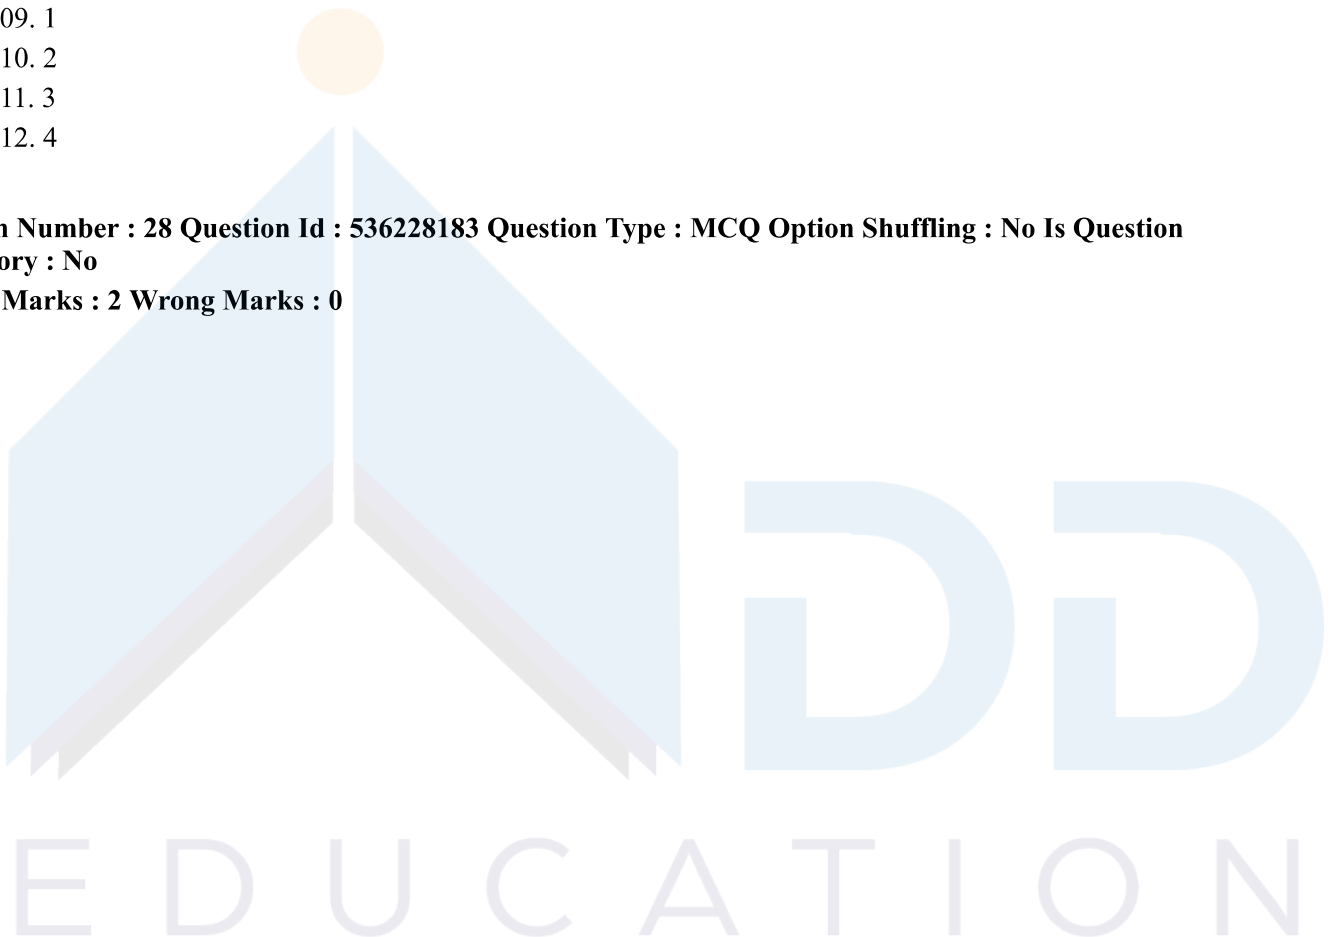 09. 1
10. 2
11. 3
12. 4
n Number : 28 Question Id : 536228183 Question Type : MCQ Option Shuffling : No Is Question
ory : No
Marks : 2 Wrong Marks : 0
DD
EDUCATION